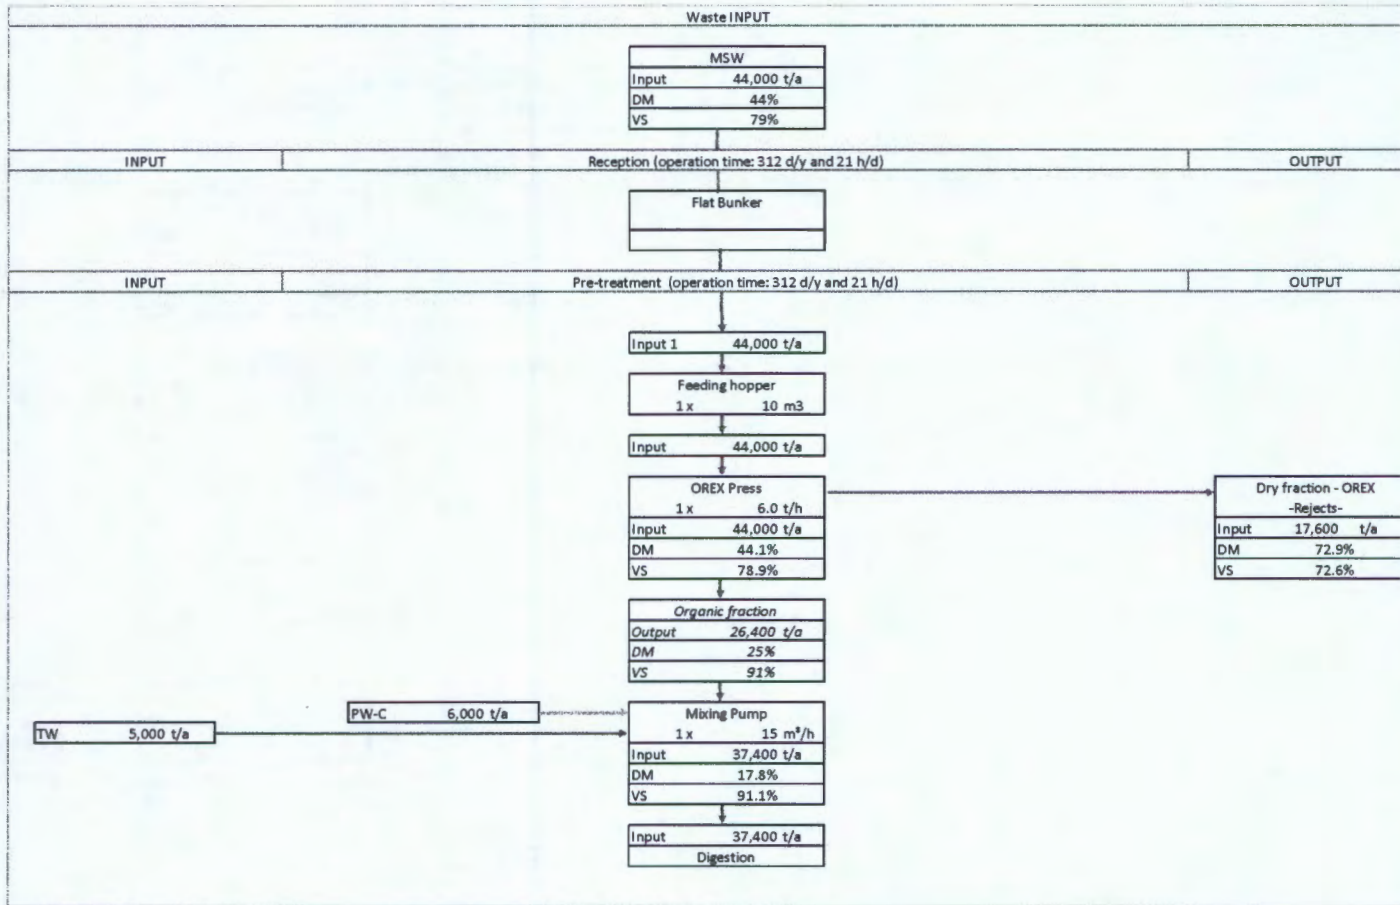 Waste INPUT
MSW
Input 44,000 t/a
DM 44%
VS 79%
INPUT Reception (operation time: 312 d/y and 21 h/d) OUTPUT
Flat Bunker
INPUT Pre-treatment (operation time: 312 d/y and 21 h/d) OUTPUT
Input 1 44,000 t/a
Feeding hopper
1 x 10 m3
Input 44,000 t/a
OREX Press
1 x 6.0 t/h
Input 44,000 t/a
DM 44.1%
VS 78.9%
Dry fraction - OREX
-Rejects-
Input 17,600 t/a
DM 72.9%
VS 72.6%
Organic fraction
Output 26,400 t/a
DM 25%
VS 91%
PW-C 6,000 t/a
TW 5,000 t/a
Mixing Pump
1 x 15 m³/h
Input 37,400 t/a
DM 17.8%
VS 91.1%
Input 37,400 t/a
Digestion